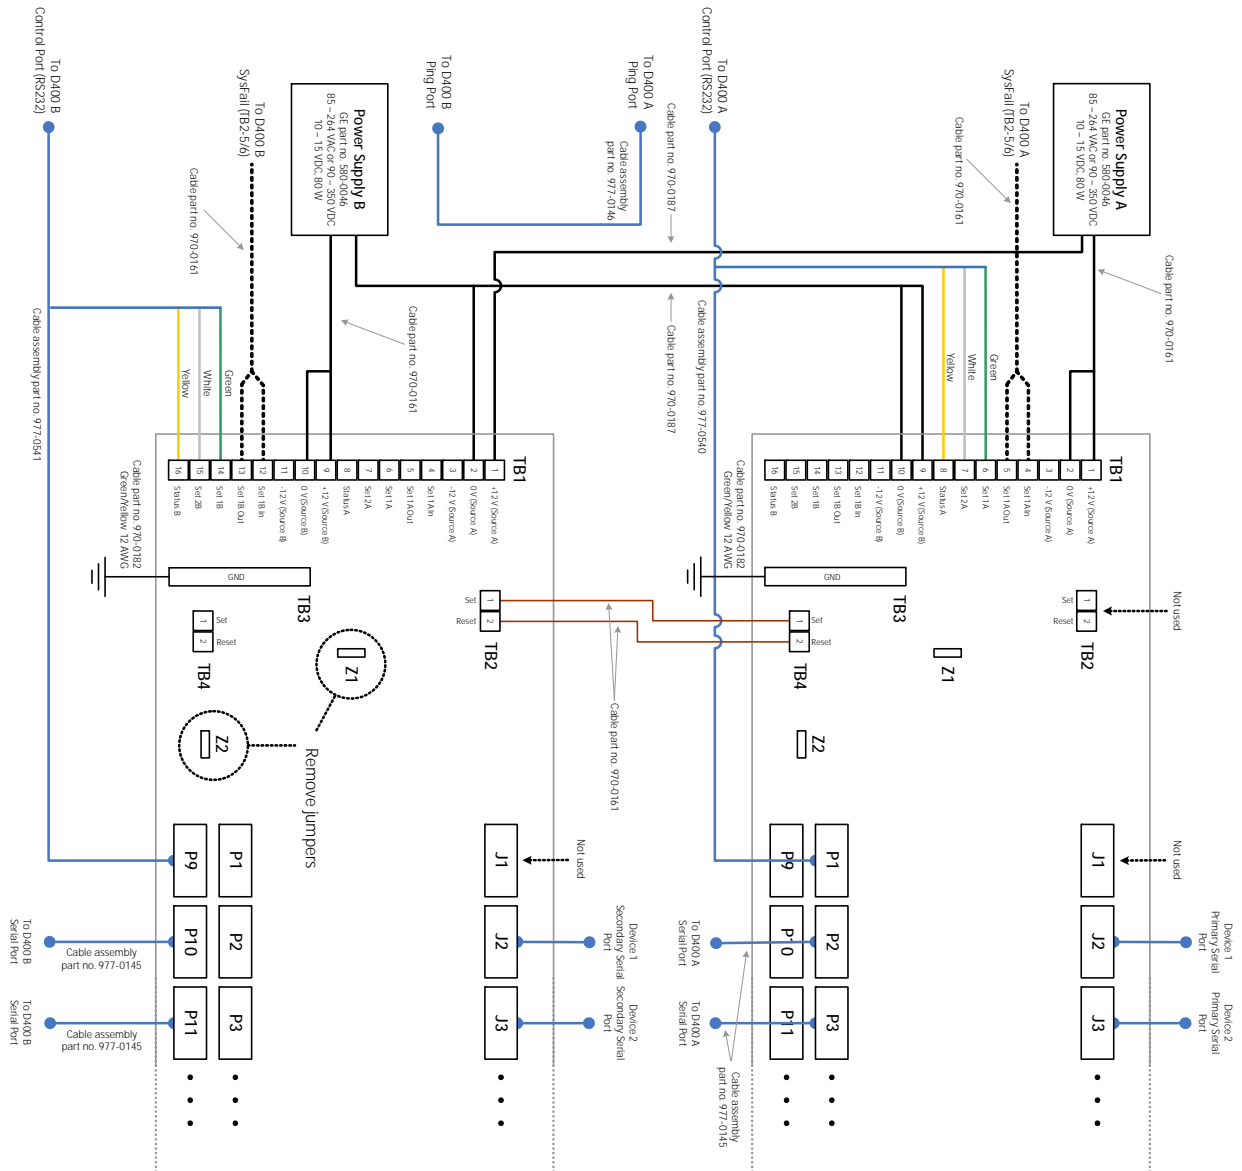 Power Supply A
GE part no. 580-0046
85 – 264 VAC or 90 – 350 VDC
10 – 15 VDC, 80 W
Cable part no. 970-0161
To D400 A
SysFail (TB2-5/6)
Cable part no. 970-0161
To D400 A
Control Port (RS232)
Cable part no. 970-0187
Cable part no. 970-0187
Cable assembly part no. 977-0540
Green
White
Yellow
To D400 A
Ping Port
Cable assembly
part no. 977-0146
To D400 B
Ping Port
Power Supply B
GE part no. 580-0046
85 – 264 VAC or 90 – 350 VDC
10 – 15 VDC, 80 W
Cable part no. 970-0161
To D400 B
SysFail (TB2-5/6)
Cable part no. 970-0161
To D400 B
Control Port (RS232)
Cable assembly part no. 977-0541
Green
White
Yellow
TB1
1 +12 V (Source A)
2 0 V (Source A)
3 -12 V (Source A)
4 Set 1A In
5 Set 1A Out
6 Set 1A
7 Set 2A
8 Status A
9 +12 V (Source B)
10 0 V (Source B)
11 -12 V (Source B)
12 Set 1B In
13 Set 1B Out
14 Set 1B
15 Set 2B
16 Status B
Cable part no. 970-0182
Green/Yellow 12 AWG
GND
TB3
Set 1
Reset 2
TB2
Not used
1 Set
2 Reset
TB4
Z1
Z2
J1
Not used
J2
Device 1
Primary Serial
Port
J3
Device 2
Primary Serial
Port
P1
P9
P2
P10
P3
P11
To D400 A
Serial Port
To D400 A
Serial Port
Cable assembly
part no. 977-0145
TB1
1 +12 V (Source A)
2 0 V (Source A)
3 -12 V (Source A)
4 Set 1A In
5 Set 1A Out
6 Set 1A
7 Set 2A
8 Status A
9 +12 V (Source B)
10 0 V (Source B)
11 -12 V (Source B)
12 Set 1B In
13 Set 1B Out
14 Set 1B
15 Set 2B
16 Status B
Cable part no. 970-0182
Green/Yellow 12 AWG
GND
TB3
Set 1
Reset 2
TB2
Cable part no. 970-0161
1 Set
2 Reset
TB4
Z1
Z2
Remove jumpers
J1
Not used
J2
Device 1
Secondary Serial
Port
J3
Device 2
Secondary Serial
Port
P1
P9
P2
P10
P3
P11
To D400 B
Serial Port
Cable assembly
part no. 977-0145
To D400 B
Serial Port
Cable assembly
part no. 977-0145